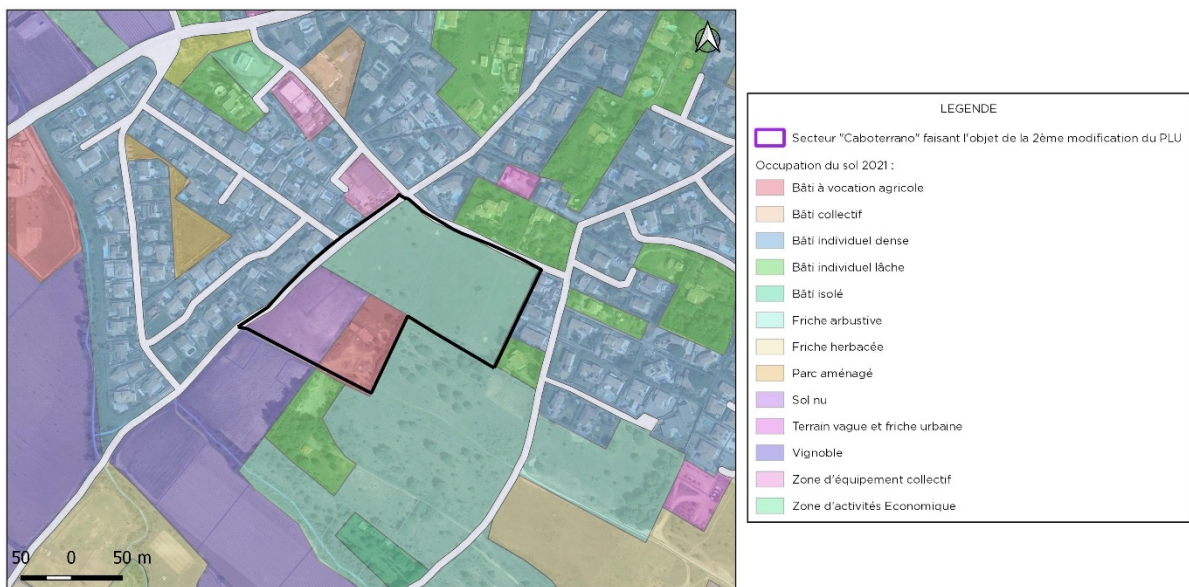 LEGENDE
Secteur "Caboterrano" faisant l'objet de la 2ème modification du PLU
Occupation du sol 2021 :
Bâti à vocation agricole
Bâti collectif
Bâti individuel dense
Bâti individuel lâche
Bâti isolé
Friche arbustive
Friche herbacée
Parc aménagé
Sol nu
Terrain vague et friche urbaine
Vignoble
Zone d'équipement collectif
Zone d'activités Economique
50 0 50 m